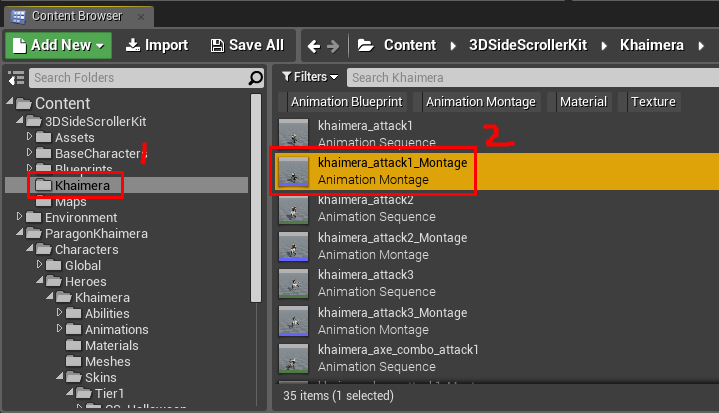 Content Browser
Add New Import Save All Content 3DSideScrollerKit Khaimera
Search Folders
Filters Search Khaimera
Animation Blueprint Animation Montage Material Texture
Content
3DSideScrollerKit
Assets
BaseCharacters
1
Blueprints
Khaimera
Maps
Environment
ParagonKhaimera
Characters
Global
Heroes
Khaimera
Abilities
Animations
Materials
Meshes
Skins
Tier1
khaimera_attack1
Animation Sequence
2
khaimera_attack1_Montage
Animation Montage
khaimera_attack2
Animation Sequence
khaimera_attack2_Montage
Animation Montage
khaimera_attack3
Animation Sequence
khaimera_attack3_Montage
Animation Montage
khaimera_axe_combo_attack1
Animation Sequence
35 items (1 selected)